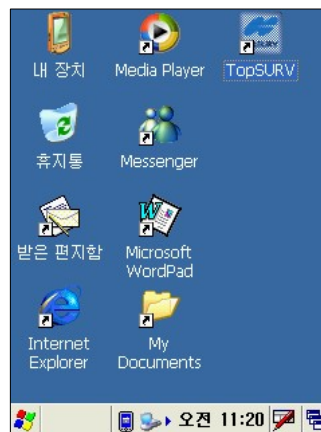 내 장치
Media Player
TopSURV
휴지통
Messenger
받은 편지함
Microsoft
WordPad
Internet
Explorer
My
Documents
오전 11:20